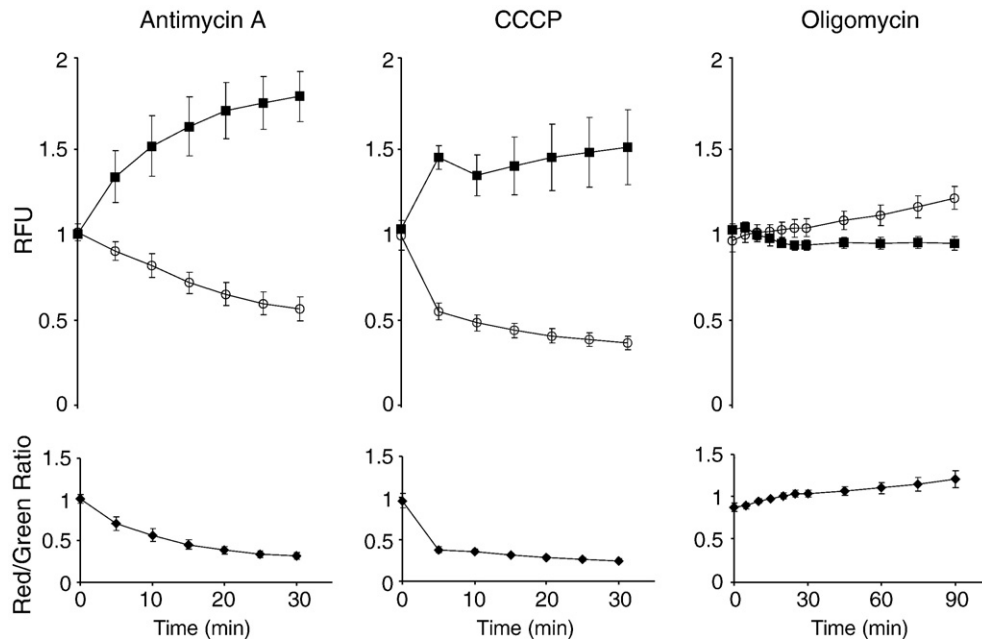 Antimycin A CCCP Oligomycin
2 2 2
1.5 1.5 1.5
RFU 1 1 1
0.5 0.5 0.5
0 0 0
Red/Green Ratio
1.5 1.5 1.5
1 1 1
0.5 0.5 0.5
0 0 0
0 10 20 30 0 10 20 30 0 30 60 90
Time (min) Time (min) Time (min)